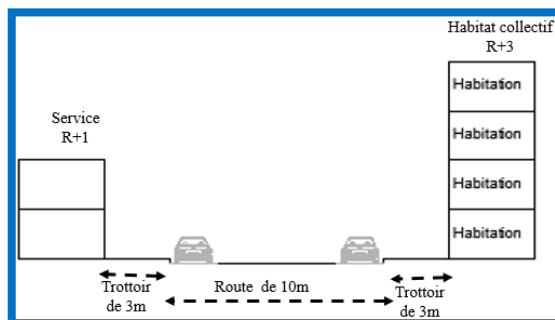 Habitat collectif
R+3
Habitation
Service
R+1
Habitation
Habitation
Habitation
Trottoir
de 3m
Route de 10m
Trottoir
de 3m